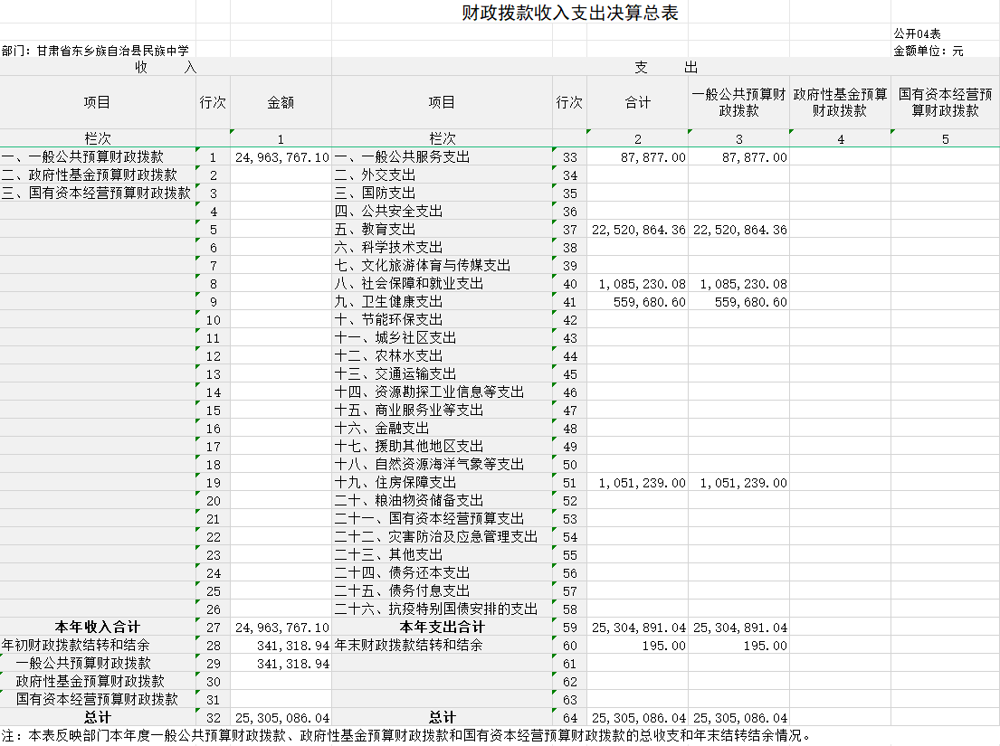 财政拨款收入支出决算总表
公开04表
部门：甘肃省东乡族自治县民族中学 金额单位：元
收 入 支 出
项目 行次 金额 项目 行次 合计 一般公共预算财政拨款 政府性基金预算财政拨款 国有资本经营预算财政拨款
栏次 1 栏次 2 3 4 5
一、一般公共预算财政拨款 1 24,963,767.10 一、一般公共服务支出 33 87,877.00 87,877.00
二、政府性基金预算财政拨款 2 二、外交支出 34
三、国有资本经营预算财政拨款 3 三、国防支出 35
4 四、公共安全支出 36
5 五、教育支出 37 22,520,864.36 22,520,864.36
6 六、科学技术支出 38
7 七、文化旅游体育与传媒支出 39
8 八、社会保障和就业支出 40 1,085,230.08 1,085,230.08
9 九、卫生健康支出 41 559,680.60 559,680.60
10 十、节能环保支出 42
11 十一、城乡社区支出 43
12 十二、农林水支出 44
13 十三、交通运输支出 45
14 十四、资源勘探工业信息等支出 46
15 十五、商业服务业等支出 47
16 十六、金融支出 48
17 十七、援助其他地区支出 49
18 十八、自然资源海洋气象等支出 50
19 十九、住房保障支出 51 1,051,239.00 1,051,239.00
20 二十、粮油物资储备支出 52
21 二十一、国有资本经营预算支出 53
22 二十二、灾害防治及应急管理支出 54
23 二十三、其他支出 55
24 二十四、债务还本支出 56
25 二十五、债务付息支出 57
26 二十六、抗疫特别国债安排的支出 58
本年收入合计 27 24,963,767.10 本年支出合计 59 25,304,891.04 25,304,891.04
年初财政拨款结转和结余 28 341,318.94 年末财政拨款结转和结余 60 195.00 195.00
一般公共预算财政拨款 29 341,318.94 61
政府性基金预算财政拨款 30 62
国有资本经营预算财政拨款 31 63
总计 32 25,305,086.04 总计 64 25,305,086.04 25,305,086.04
注：本表反映部门本年度一般公共预算财政拨款、政府性基金预算财政拨款和国有资本经营预算财政拨款的总收支和年末结转结余情况。